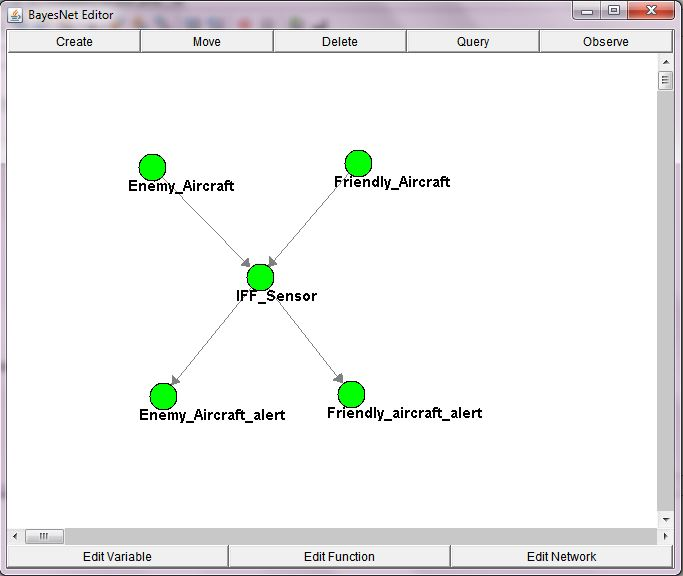 BayesNet Editor
Create Move Delete Query Observe
Enemy_Aircraft Friendly_Aircraft
IFF_Sensor
Enemy_Aircraft_alert Friendly_aircraft_alert
Edit Variable Edit Function Edit Network